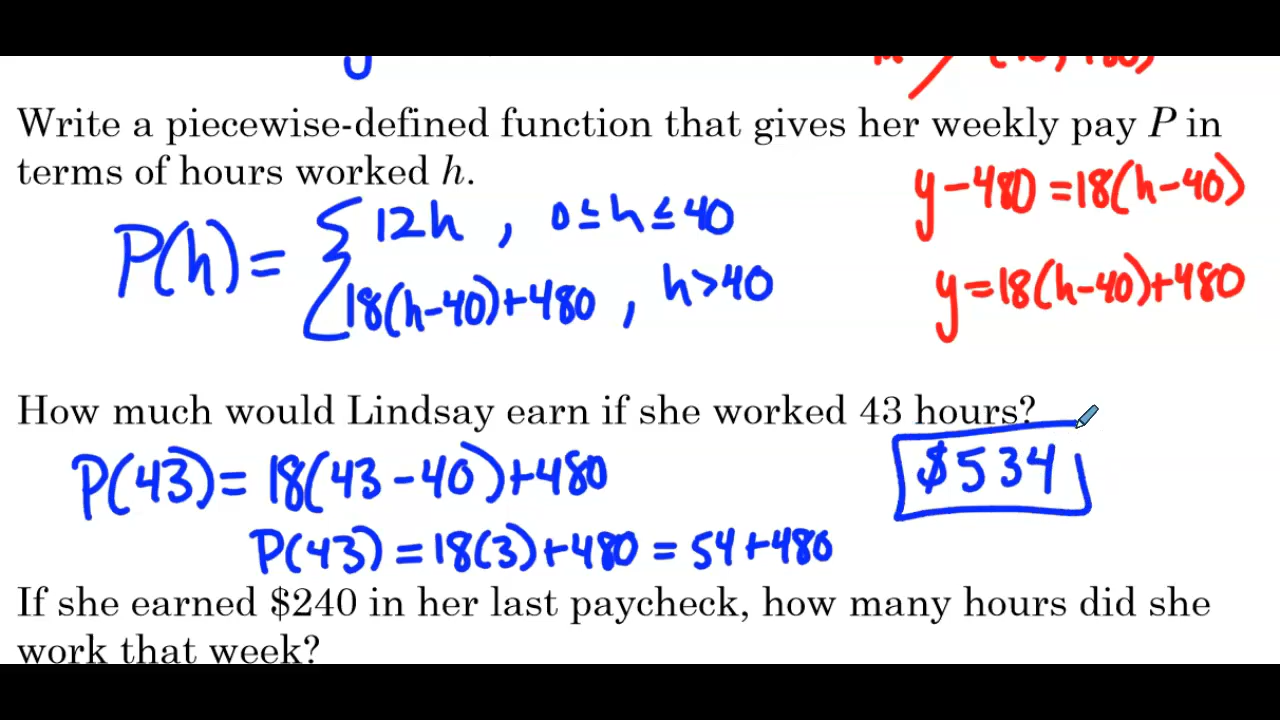 Write a piecewise-defined function that gives her weekly pay P in
terms of hours worked h.
y - 480 = 18(h - 40)
P(h) = { 12h , 0 ≤ h ≤ 40
18(h-40)+480 , h > 40
y = 18(h-40)+480
How much would Lindsay earn if she worked 43 hours?
P(43) = 18(43 - 40) + 480
$534
P(43) = 18(3) + 480 = 54 + 480
If she earned $240 in her last paycheck, how many hours did she
work that week?